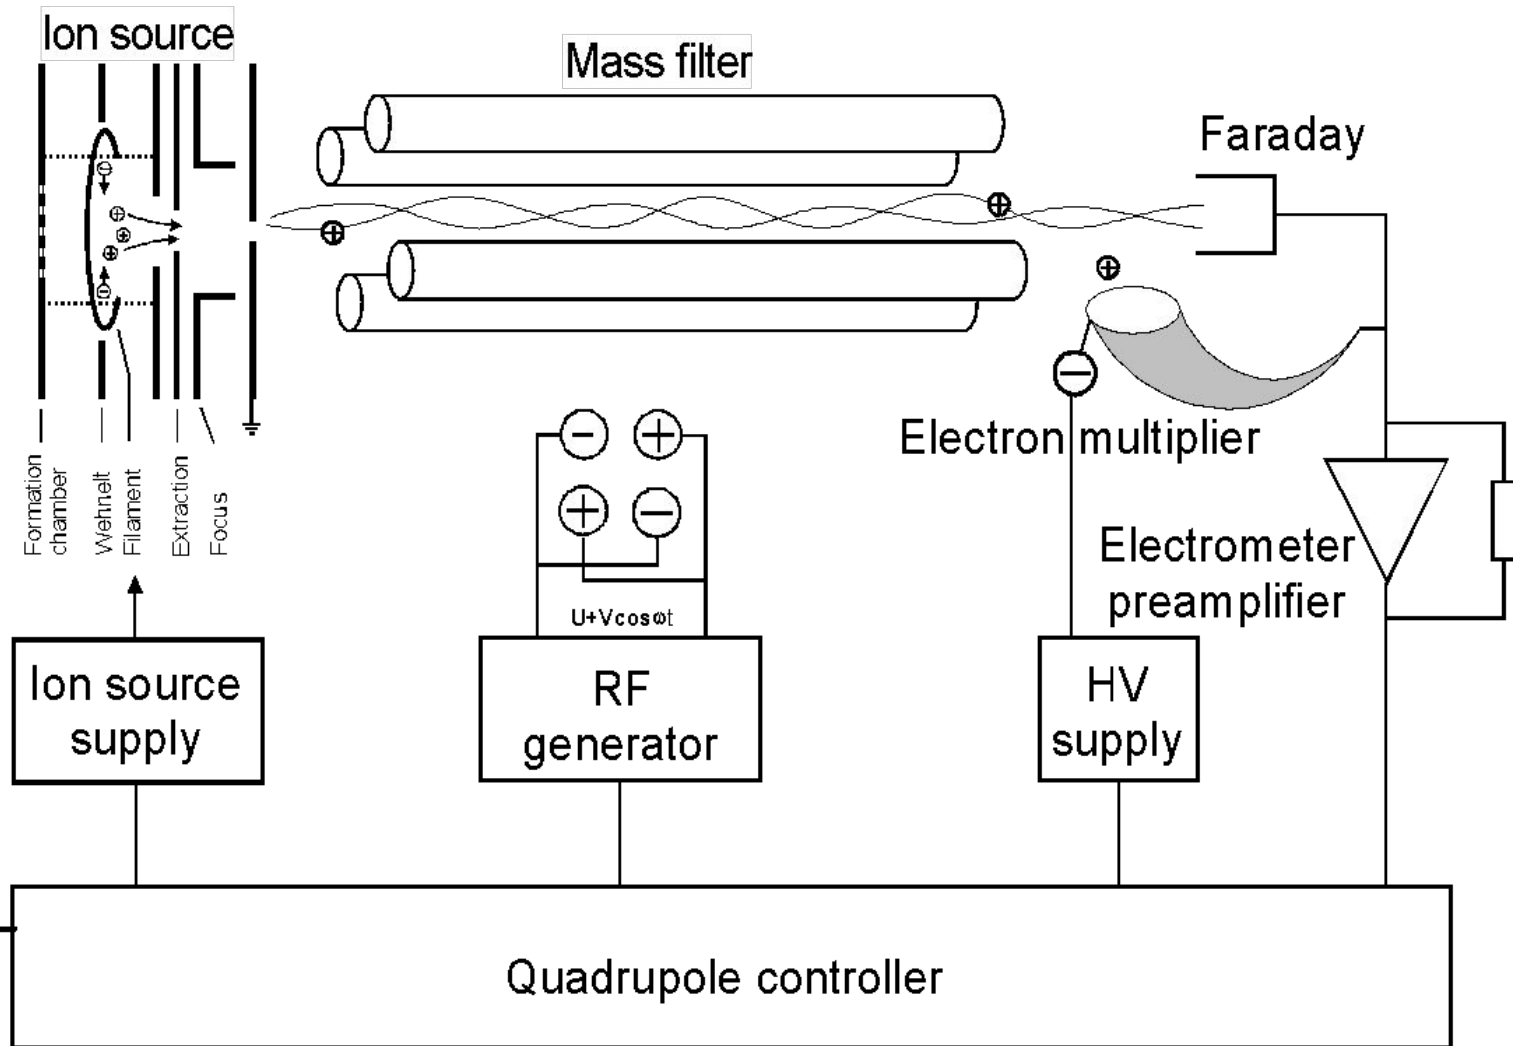 Ion source
Mass filter
Faraday
Formation
chamber
Wehnelt
Filament
Extraction
Focus
Electron multiplier
Electrometer
preamplifier
U+Vcosωt
Ion source
supply
RF
generator
HV
supply
Quadrupole controller